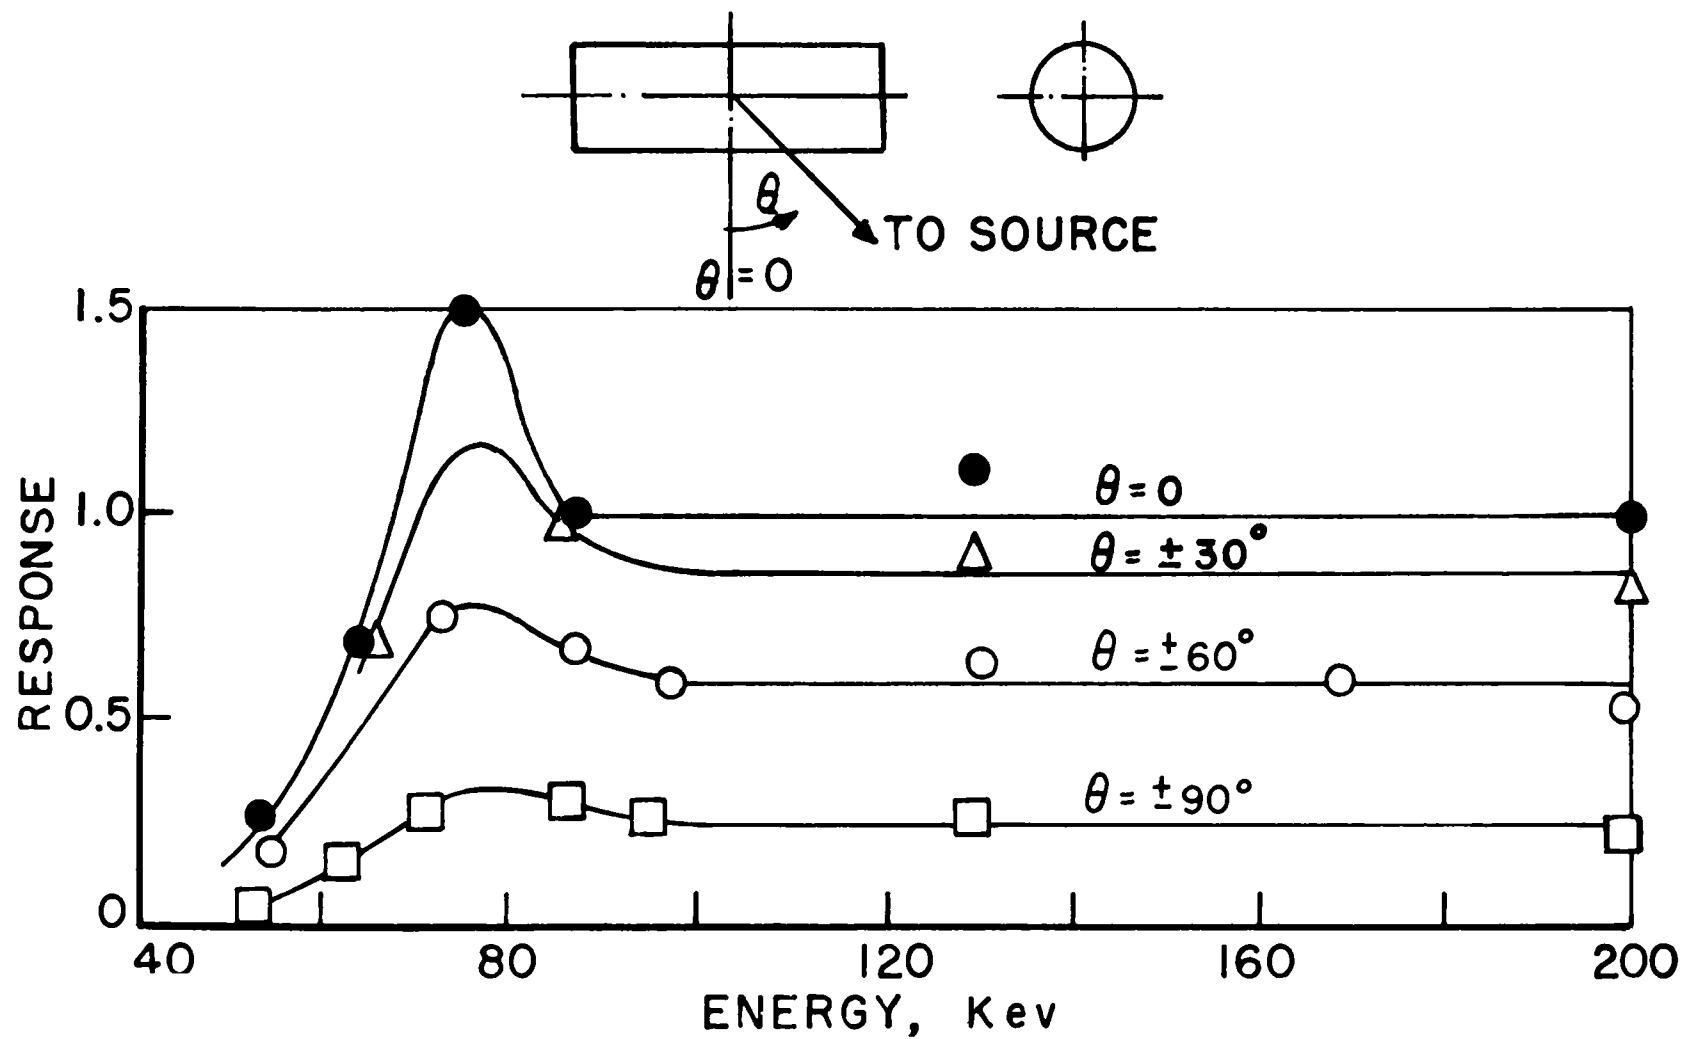 θ
TO SOURCE
θ=0
1.5
1.0
0.5
0
RESPONSE
θ=0
θ=±30°
θ=±60°
θ=±90°
40 80 120 160 200
ENERGY, Kev